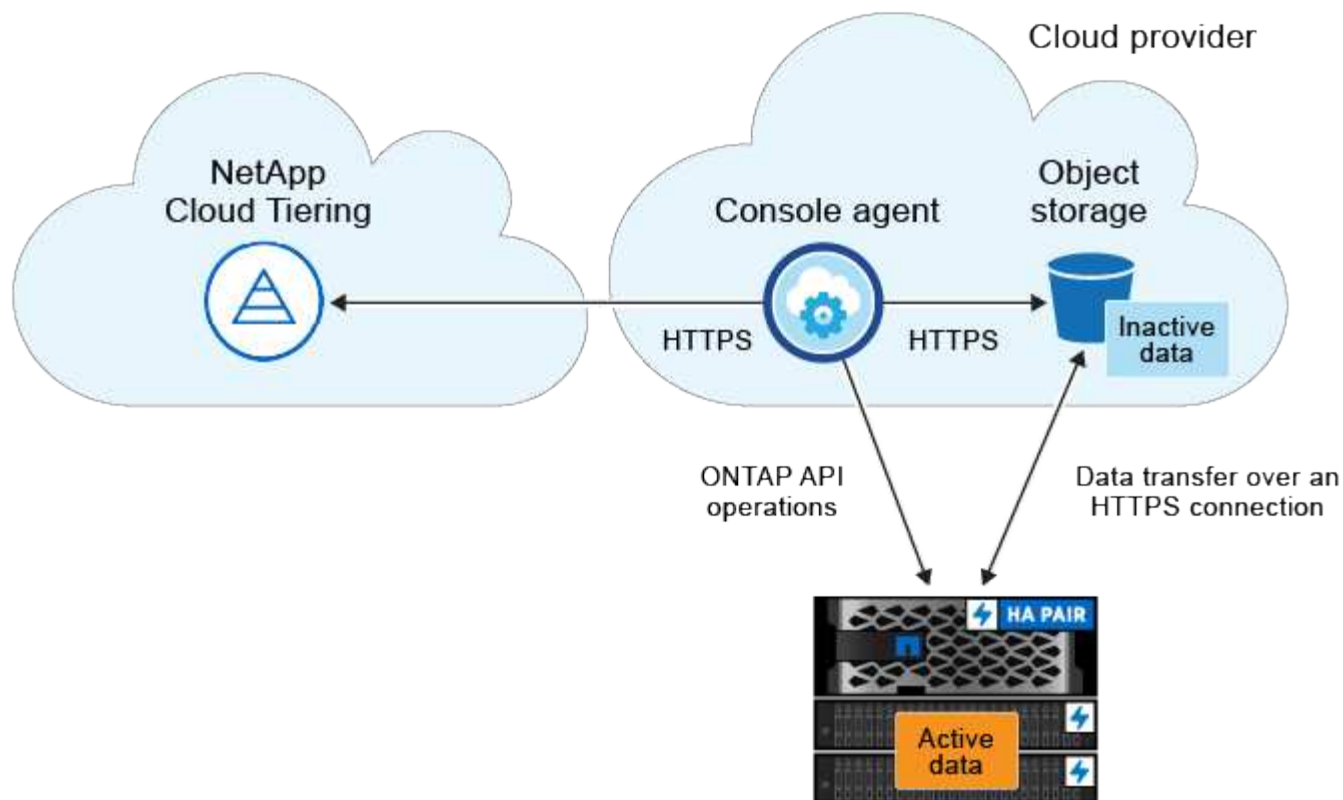 Cloud provider
NetApp
Cloud Tiering
Console agent
Object
storage
HTTPS
HTTPS
Inactive
data
ONTAP API
operations
Data transfer over an
HTTPS connection
HA PAIR
Active
data